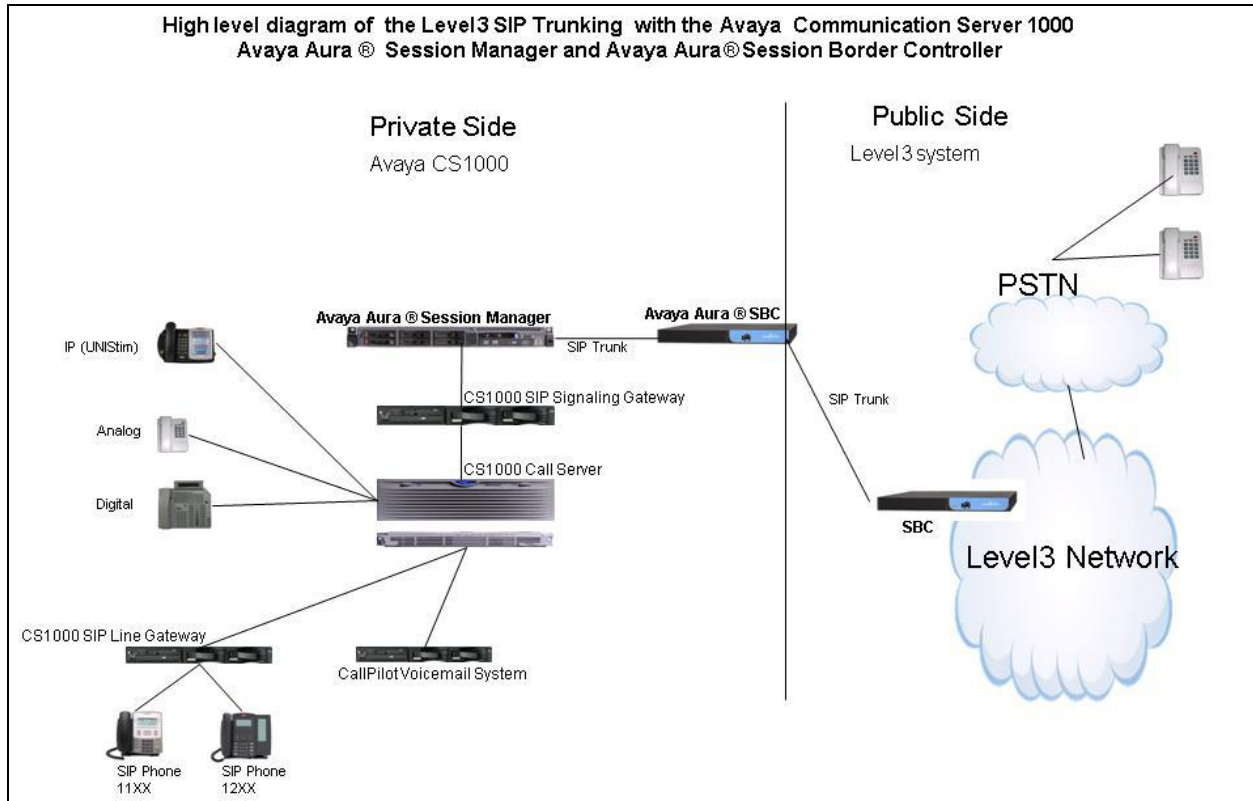 High level diagram of the Level3 SIP Trunking with the Avaya Communication Server 1000
Avaya Aura ® Session Manager and Avaya Aura® Session Border Controller
Private Side
Avaya CS1000
Public Side
Level3 system
PSTN
Avaya Aura ® Session Manager
Avaya Aura ® SBC
SIP Trunk
IP (UNIStim)
CS1000 SIP Signaling Gateway
SIP Trunk
Analog
CS1000 Call Server
Digital
SBC
Level3 Network
CS1000 SIP Line Gateway
CallPilot Voicemail System
SIP Phone
11XX
SIP Phone
12XX